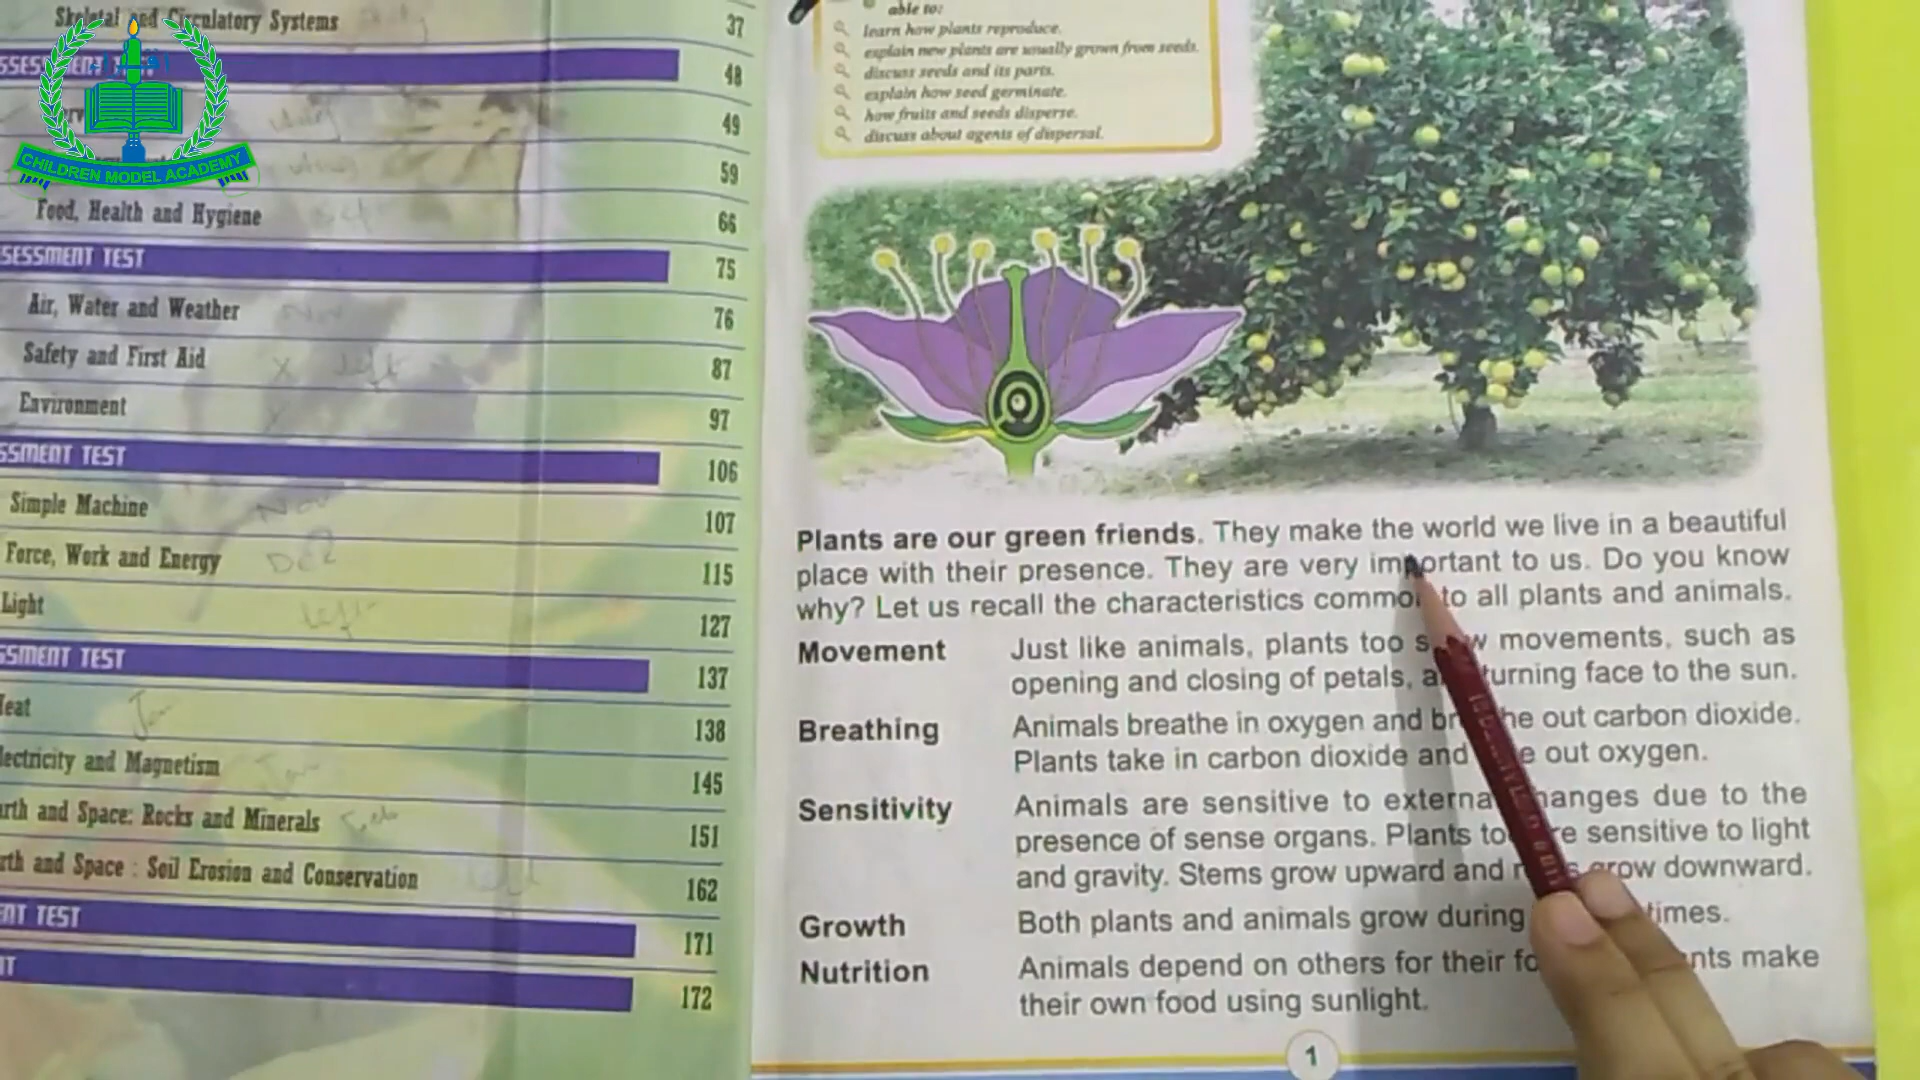 Skeletal and Circulatory Systems 37
48
49
CHILDREN MODEL ACADEMY
59
Food, Health and Hygiene 66
SESSMENT TEST 75
Air, Water and Weather 76
Safety and First Aid 87
Environment 97
SSMENT TEST 106
Simple Machine 107
Force, Work and Energy 115
Light 127
SSMENT TEST 137
Heat 138
lectricity and Magnetism 145
arth and Space: Rocks and Minerals 151
rth and Space : Soil Erosion and Conservation 162
NT TEST 171
172
able to:
learn how plants reproduce.
explain new plants are usually grown from seeds.
discuss seeds and its parts.
explain how seed germinate.
how fruits and seeds disperse.
discuss about agents of dispersal.
Plants are our green friends. They make the world we live in a beautiful
place with their presence. They are very important to us. Do you know
why? Let us recall the characteristics common to all plants and animals.
Movement Just like animals, plants too show movements, such as
opening and closing of petals, and turning face to the sun.
Breathing Animals breathe in oxygen and breathe out carbon dioxide.
Plants take in carbon dioxide and out oxygen.
Sensitivity Animals are sensitive to external changes due to the
presence of sense organs. Plants too are sensitive to light
and gravity. Stems grow upward and roots grow downward.
Growth Both plants and animals grow during times.
Nutrition Animals depend on others for their food. Plants make
their own food using sunlight.
1